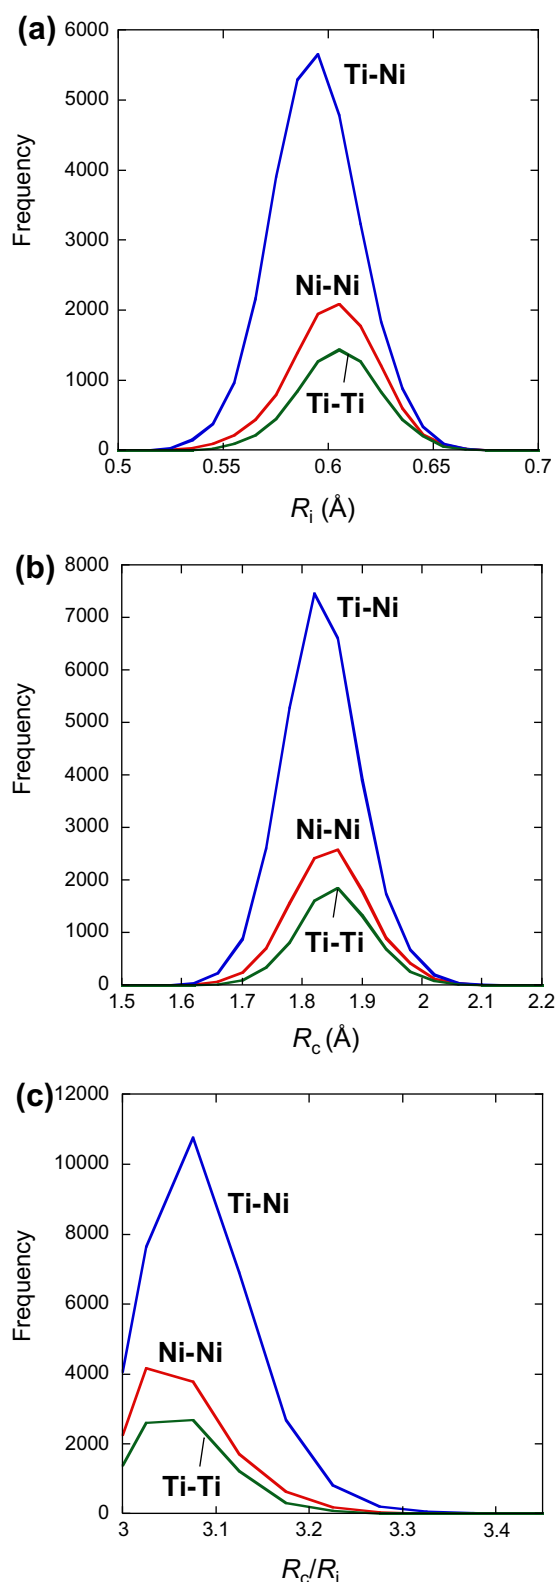 (a)
6000
5000
4000
3000
2000
1000
0
Frequency
Ti-Ni
Ni-Ni
Ti-Ti
0.5 0.55 0.6 0.65 0.7
Ri (Å)
(b)
8000
7000
6000
5000
4000
3000
2000
1000
0
Frequency
Ti-Ni
Ni-Ni
Ti-Ti
1.5 1.6 1.7 1.8 1.9 2 2.1 2.2
Rc (Å)
(c)
12000
10000
8000
6000
4000
2000
0
Frequency
Ti-Ni
Ni-Ni
Ti-Ti
3 3.1 3.2 3.3 3.4
Rc/Ri